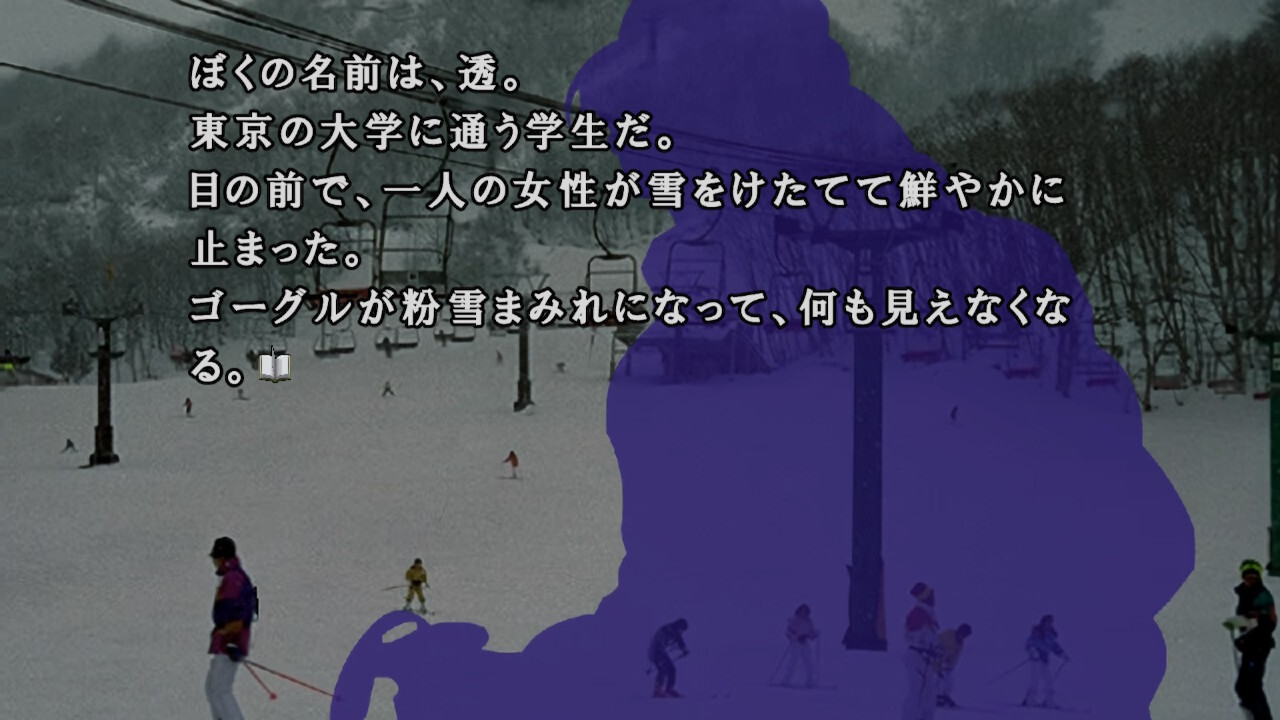 ぼくの名前は、透。
東京の大学に通う学生だ。
目の前で、一人の女性が雪をけたてて鮮やかに
止まった。
ゴーグルが粉雪まみれになって、何も見えなくな
る。